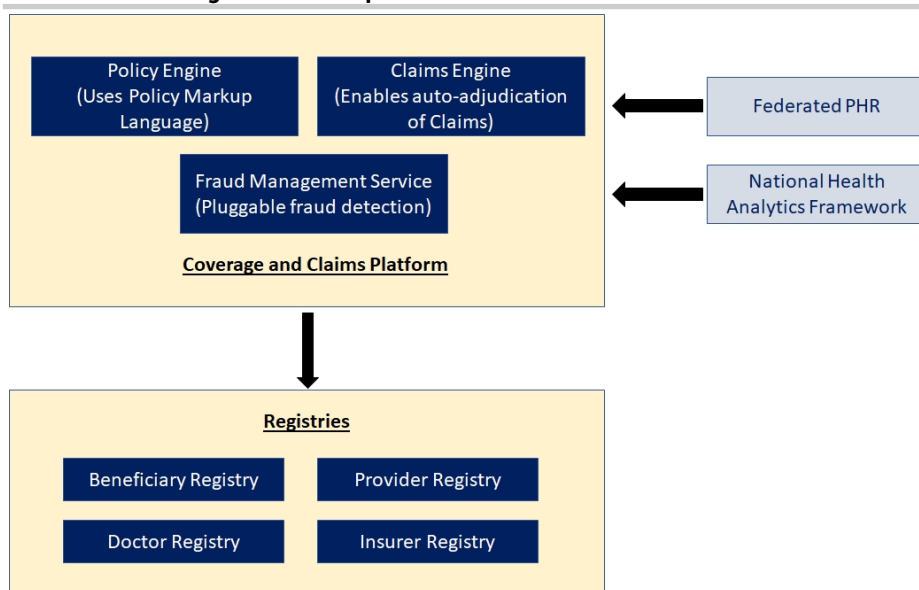 Policy Engine
(Uses Policy Markup
Language)
Claims Engine
(Enables auto-adjudication
of Claims)
Federated PHR
Fraud Management Service
(Pluggable fraud detection)
National Health
Analytics Framework
Coverage and Claims Platform
Registries
Beneficiary Registry
Provider Registry
Doctor Registry
Insurer Registry